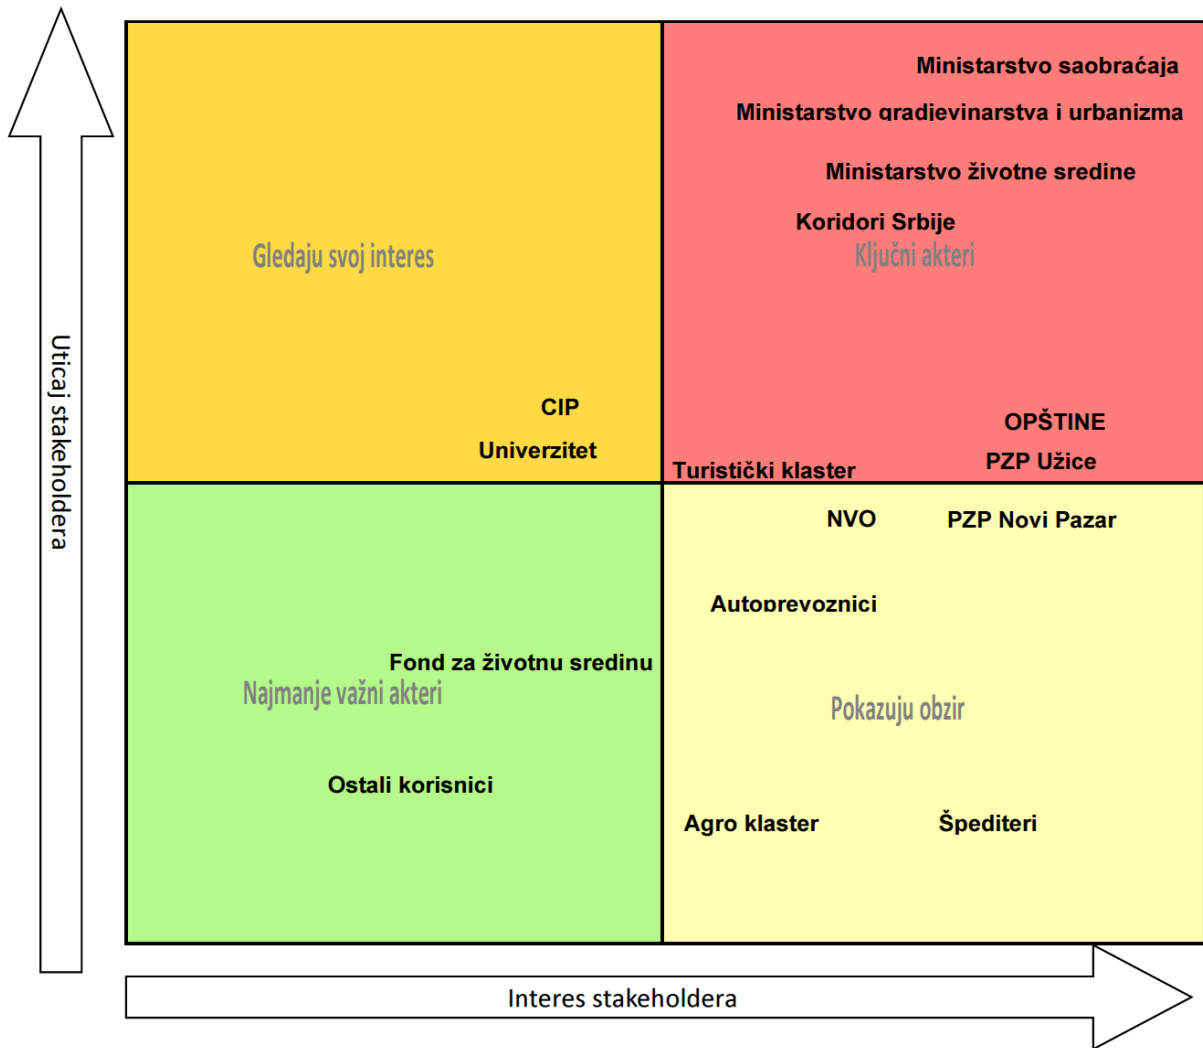 Uticaj stakeholdera
Gledaju svoj interes
CIP
Univerzitet
Ministarstvo saobraćaja
Ministarstvo gradjevinarstva i urbanizma
Ministarstvo životne sredine
Koridori Srbije
Ključni akteri
OPŠTINE
PZP Užice
Turistički klaster
Fond za životnu sredinu
Najmanje važni akteri
Ostali korisnici
NVO
PZP Novi Pazar
Autoprevoznici
Pokazuju obzir
Agro klaster
Špediteri
Interes stakeholdera